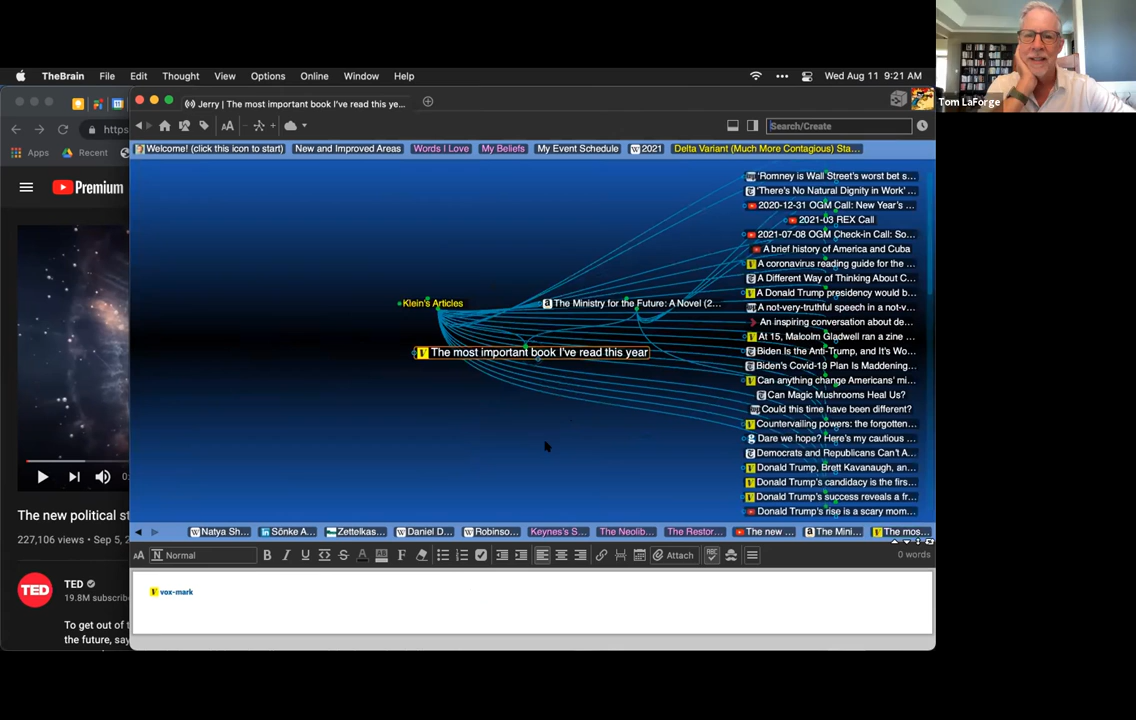 TheBrain File Edit Thought View Options Online Window Help
Wed Aug 11 9:21 AM
Tom LaForge
Jerry | The most important book I've read this ye...
https
Apps Recent
Search/Create
Welcome! (click this icon to start) New and Improved Areas Words I Love My Beliefs My Event Schedule 2021 Delta Variant (Much More Contagious) Sta...
Premium
'Romney is Wall Street's worst bet s...
'There's No Natural Dignity in Work' ...
2020-12-31 OGM Call: New Year's ...
2021-03 REX Call
2021-07-08 OGM Check-in Call: So...
A brief history of America and Cuba
A coronavirus reading guide for the ...
A Different Way of Thinking About C...
A Donald Trump presidency would b...
Klein's Articles
The Ministry for the Future: A Novel (2...
A not-very-truthful speech in a not-v...
An inspiring conversation about de...
At 15, Malcolm Gladwell ran a zine ...
The most important book I've read this year
Biden Is the Anti-Trump, and It's Wo...
Biden's Covid-19 Plan Is Maddening...
Can anything change Americans' mi...
Can Magic Mushrooms Heal Us?
Could this time have been different?
Countervailing powers: the forgotten...
Dare we hope? Here's my cautious ...
Democrats and Republicans Can't A...
Donald Trump, Brett Kavanaugh, an...
Donald Trump's candidacy is the firs...
Donald Trump's success reveals a fr...
Donald Trump's rise is a scary mom...
The new political st
227,106 views • Sep 5, 2
Natya Sh... Sönke A... Zettelkas... Daniel D... Robinso... Keynes's S... The Neolib... The Restor... The new ... The Mini... The mos...
Normal
B I U S A F
Attach
0 words
TED
TED
19.8M subscribe
vox-mark
To get out of t
the future, say